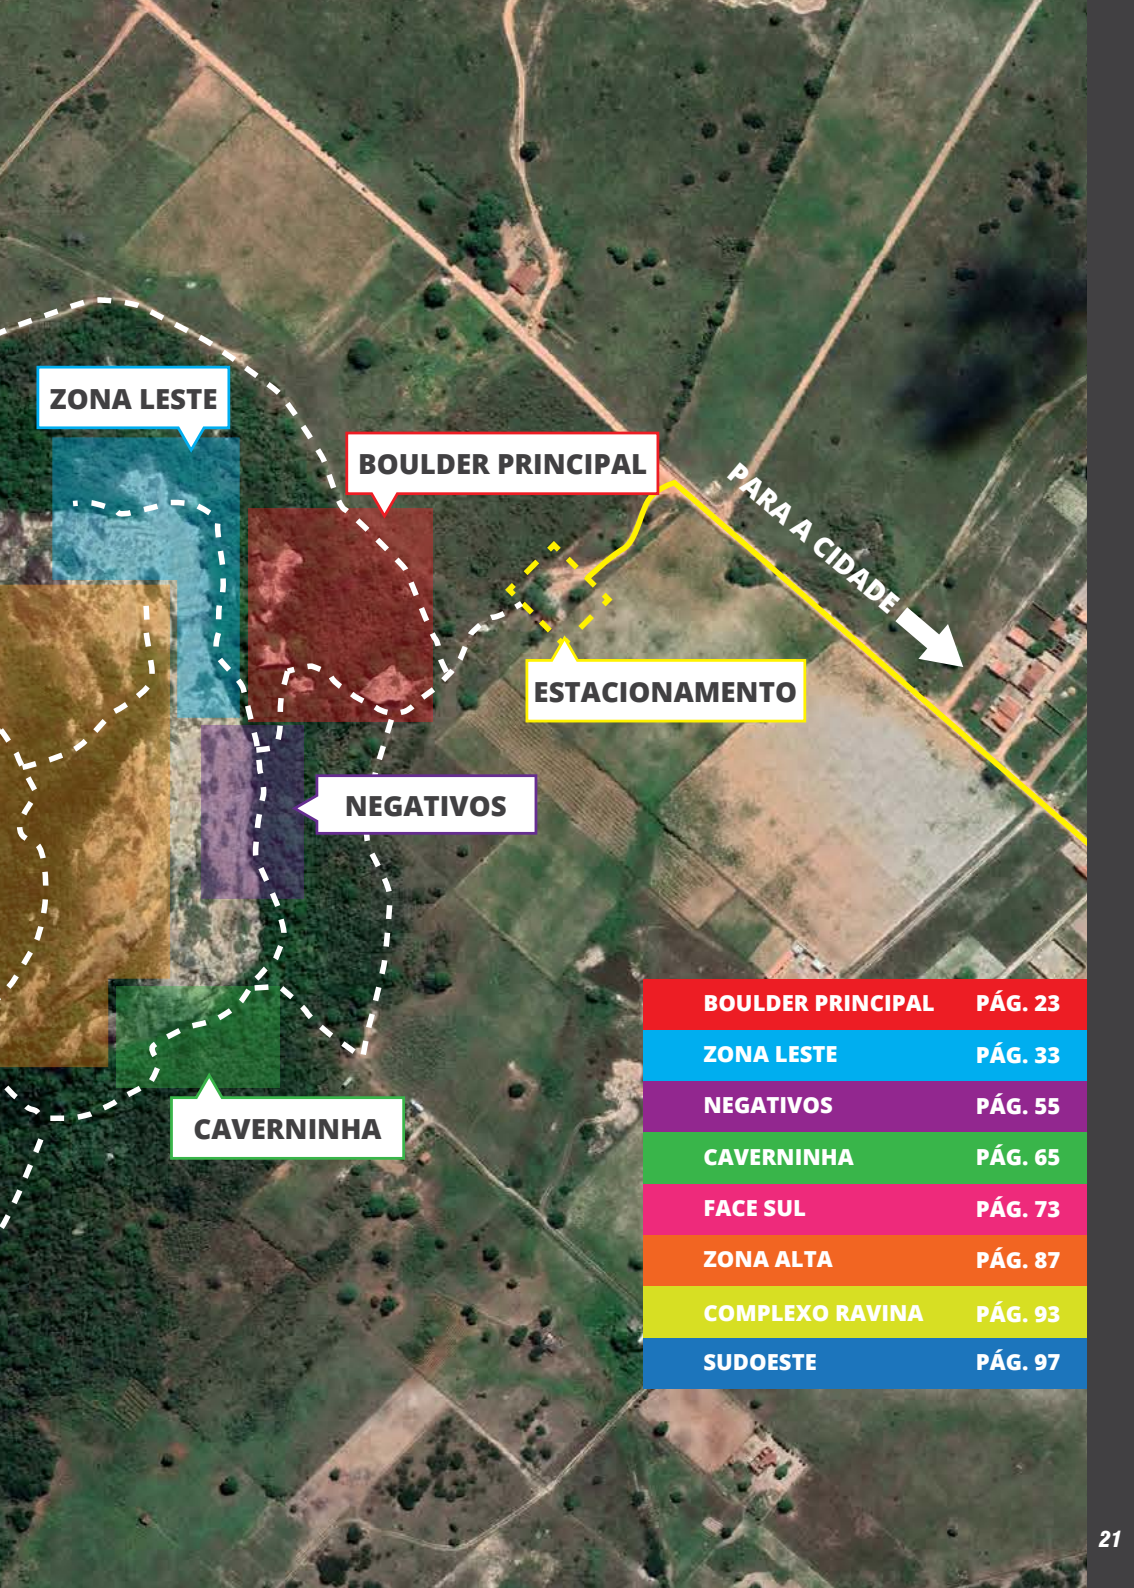 ZONA LESTE
BOULDER PRINCIPAL
PARA A CIDADE
ESTACIONAMENTO
NEGATIVOS
CAVERNINHA
BOULDER PRINCIPAL PÁG. 23
ZONA LESTE PÁG. 33
NEGATIVOS PÁG. 55
CAVERNINHA PÁG. 65
FACE SUL PÁG. 73
ZONA ALTA PÁG. 87
COMPLEXO RAVINA PÁG. 93
SUDOESTE PÁG. 97
21